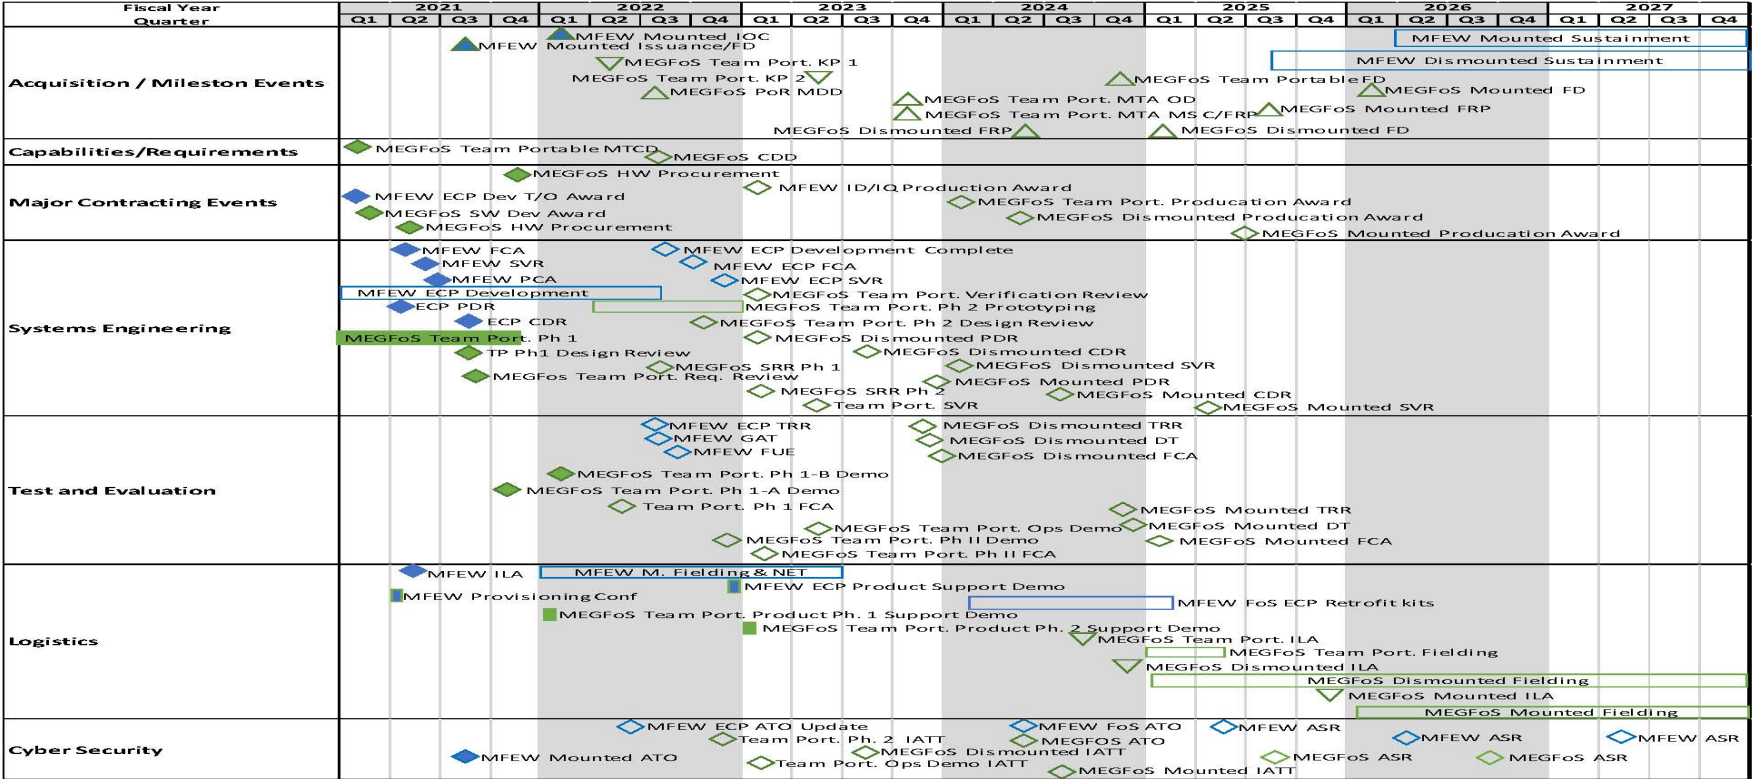 Fiscal Year 2021 2022 2023 2024 2025 2026 2027
Quarter Q1 Q2 Q3 Q4 Q1 Q2 Q3 Q4 Q1 Q2 Q3 Q4 Q1 Q2 Q3 Q4 Q1 Q2 Q3 Q4 Q1 Q2 Q3 Q4 Q1 Q2 Q3 Q4
Acquisition / Mileston Events
MFEW Mounted IOC
MFEW Mounted Sustainment
MFEW Mounted Issuance/FD
MEGFoS Team Port. KP 1
MFEW Dismounted Sustainment
MEGFoS Team Port. KP 2
MEGFoS Team Portable FD
MEGFoS PoR MDD
MEGFoS Mounted FD
MEGFoS Team Port. MTA OD
MEGFoS Mounted FRP
MEGFoS Team Port. MTA MS C/FRP
MEGFoS Dismounted FRP
MEGFoS Dismounted FD
Capabilities/Requirements
MEGFoS Team Portable MTCD
MEGFoS CDD
Major Contracting Events
MEGFoS HW Procurement
MFEW ID/IQ Production Award
MFEW ECP Dev T/O Award
MEGFoS Team Port. Producation Award
MEGFoS SW Dev Award
MEGFoS Dismounted Producation Award
MEGFoS HW Procurement
MEGFoS Mounted Producation Award
Systems Engineering
MFEW FCA
MFEW ECP Development Complete
MFEW SVR
MFEW ECP FCA
MFEW PCA
MFEW ECP SVR
MFEW ECP Development
MEGFoS Team Port. Verification Review
ECP PDR
MEGFoS Team Port. Ph 2 Prototyping
ECP CDR
MEGFoS Team Port. Ph 2 Design Review
MEGFoS Team Port. Ph 1
MEGFoS Dismounted PDR
TP Ph1 Design Review
MEGFoS Dismounted CDR
MEGFoS SRR Ph 1
MEGFoS Dismounted SVR
MEGFos Team Port. Req. Review
MEGFoS Mounted PDR
MEGFoS SRR Ph 2
MEGFoS Mounted CDR
Team Port. SVR
MEGFoS Mounted SVR
Test and Evaluation
MFEW ECP TRR
MEGFoS Dismounted TRR
MFEW GAT
MEGFoS Dismounted DT
MFEW FUE
MEGFoS Dismounted FCA
MEGFoS Team Port. Ph 1-B Demo
MEGFoS Team Port. Ph 1-A Demo
Team Port. Ph 1 FCA
MEGFoS Mounted TRR
MEGFoS Team Port. Ops Demo
MEGFoS Mounted DT
MEGFoS Team Port. Ph II Demo
MEGFoS Mounted FCA
MEGFoS Team Port. Ph II FCA
Logistics
MFEW ILA
MFEW M. Fielding & NET
MFEW ECP Product Support Demo
MFEW Provisioning Conf
MFEW FoS ECP Retrofit kits
MEGFoS Team Port. Product Ph. 1 Support Demo
MEGFoS Team Port. Product Ph. 2 Support Demo
MEGFoS Team Port. ILA
MEGFoS Team Port. Fielding
MEGFoS Dismounted ILA
MEGFoS Dismounted Fielding
MEGFoS Mounted ILA
MEGFoS Mounted Fielding
Cyber Security
MFEW ECP ATO Update
MFEW FoS ATO
MFEW ASR
Team Port. Ph. 2 IATT
MEGFOS ATO
MFEW ASR
MFEW ASR
MFEW Mounted ATO
MEGFoS Dismounted IATT
MEGFoS ASR
MEGFoS ASR
Team Port. Ops Demo IATT
MEGFoS Mounted IATT